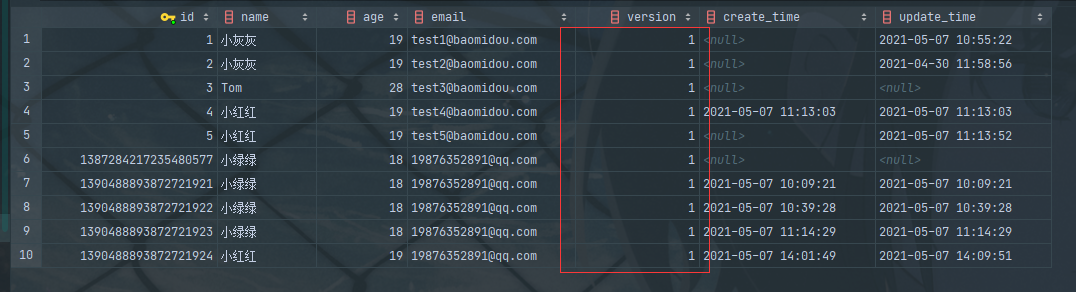 id name age email version create_time update_time
1 1 小灰灰 19 test1@baomidou.com 1 <null> 2021-05-07 10:55:22
2 2 小灰灰 19 test2@baomidou.com 1 <null> 2021-04-30 11:58:56
3 3 Tom 28 test3@baomidou.com 1 <null> <null>
4 4 小红红 19 test4@baomidou.com 1 2021-05-07 11:13:03 2021-05-07 11:13:03
5 5 小红红 19 test5@baomidou.com 1 <null> 2021-05-07 11:13:52
6 1387284217235480577 小绿绿 18 19876352891@qq.com 1 <null> <null>
7 1390488893872721921 小绿绿 18 19876352891@qq.com 1 2021-05-07 10:09:21 2021-05-07 10:09:21
8 1390488893872721922 小绿绿 18 19876352891@qq.com 1 2021-05-07 10:39:28 2021-05-07 10:39:28
9 1390488893872721923 小绿绿 18 19876352891@qq.com 1 2021-05-07 11:14:29 2021-05-07 11:14:29
10 1390488893872721924 小红红 19 19876352891@qq.com 1 2021-05-07 14:01:49 2021-05-07 14:09:51